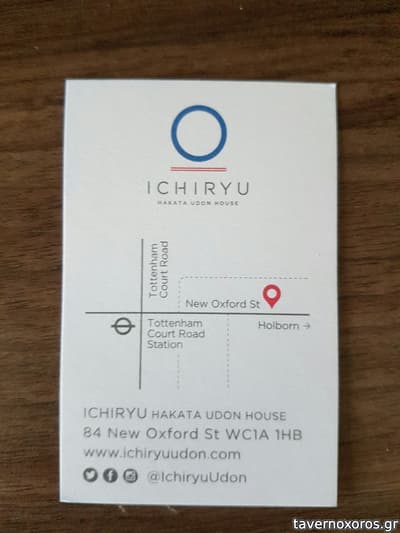 ICHIRYU
HAKATA UDON HOUSE
Tottenham
Court Road
New Oxford St
Tottenham
Court Road
Station
Holborn →
ICHIRYU HAKATA UDON HOUSE
84 New Oxford St WC1A 1HB
www.ichiryuudon.com
@IchiryuUdon
tavernoxoros.gr